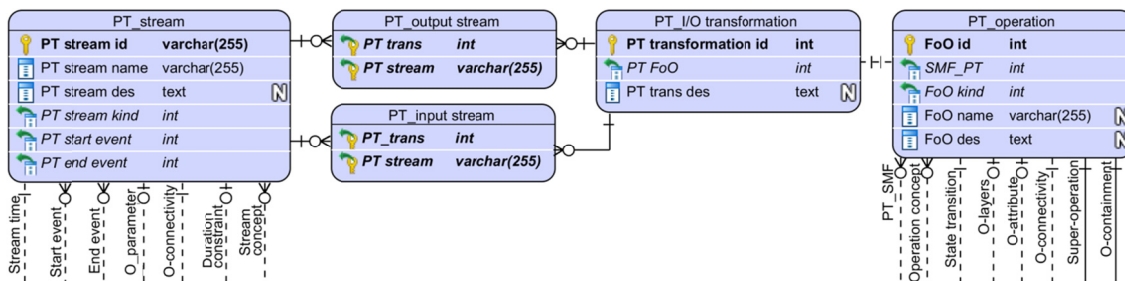 PT_stream
PT stream id varchar(255)
PT stream name varchar(255)
PT stream des text N
PT stream kind int
PT start event int
PT end event int
PT_output stream
PT trans int
PT stream varchar(255)
PT_input stream
PT_trans int
PT stream varchar(255)
PT_I/O transformation
PT transformation id int
PT FoO int
PT trans des text N
PT_operation
FoO id int
SMF_PT int
FoO kind int
FoO name varchar(255) N
FoO des text N
Stream time
Start event
End event
O_parameter
O-connectivity
Duration
constraint
Stream
concept
PT_SMF
Operation concept
State transition
O-layers
O-attribute
O-connectivity
Super-operation
O-containment